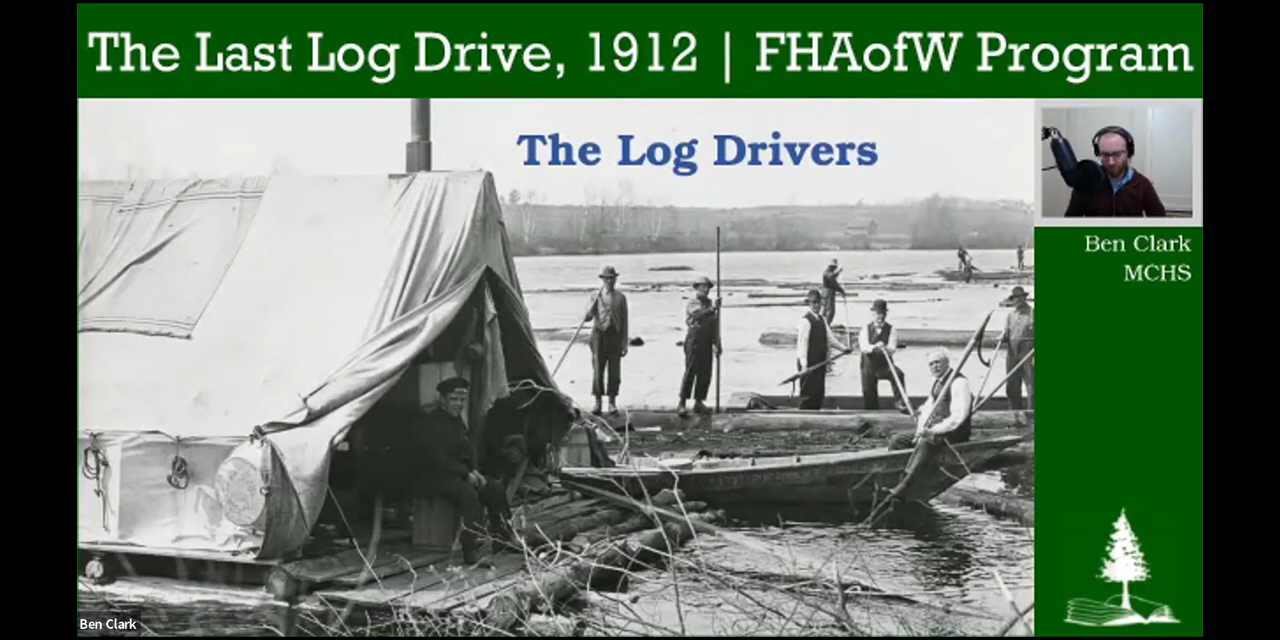 The Last Log Drive, 1912 | FHAofW Program
The Log Drivers
Ben Clark
MCHS
Ben Clark